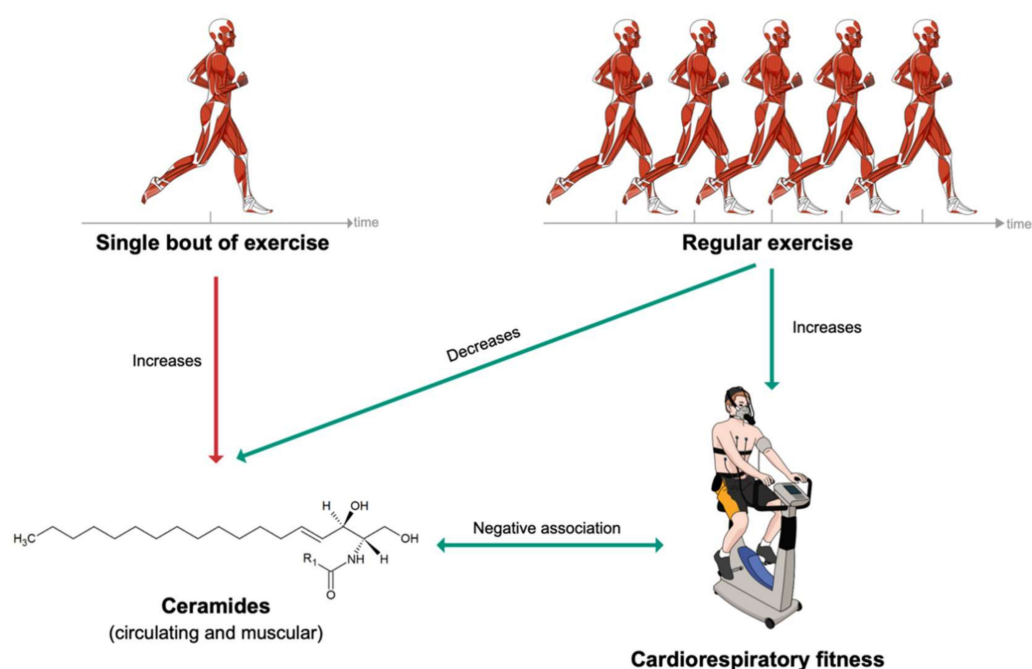 time
time
Single bout of exercise
Regular exercise
Increases
Decreases
Increases
H
OH
H₃C
OH
R₁
NH
H
O
Negative association
Ceramides
(circulating and muscular)
Cardiorespiratory fitness